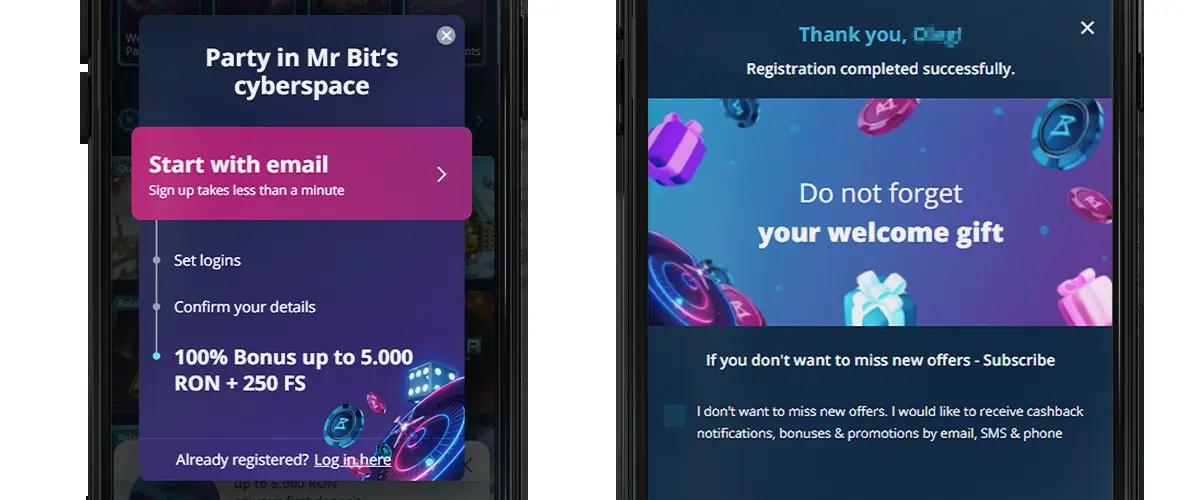 Party in Mr Bit’s
cyberspace
Start with email
Sign up takes less than a minute
Set logins
Confirm your details
100% Bonus up to 5.000
RON + 250 FS
Already registered? Log in here
up to 5.000 RON
Thank you,
Registration completed successfully.
Do not forget
your welcome gift
If you don't want to miss new offers - Subscribe
I don't want to miss new offers. I would like to receive cashback
notifications, bonuses & promotions by email, SMS & phone